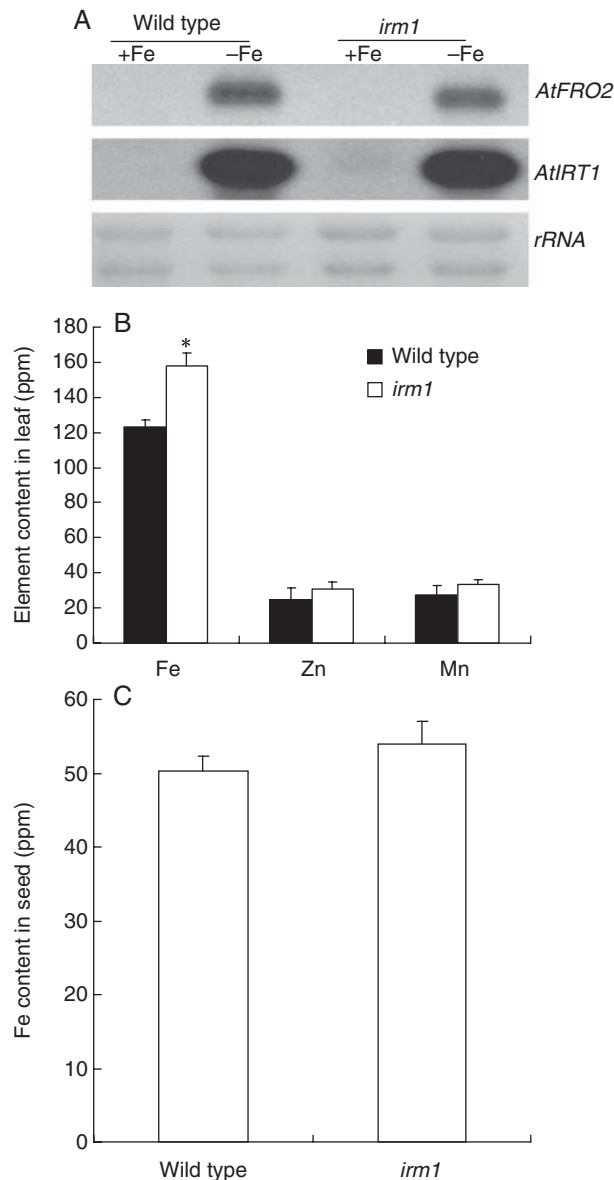 A
Wild type irm1
+Fe –Fe +Fe –Fe
AtFRO2
AtIRT1
rRNA
B
Element content in leaf (ppm)
180
160
140
120
100
80
60
40
20
0
*
Wild type
irm1
Fe Zn Mn
C
Fe content in seed (ppm)
60
50
40
30
20
10
0
Wild type irm1